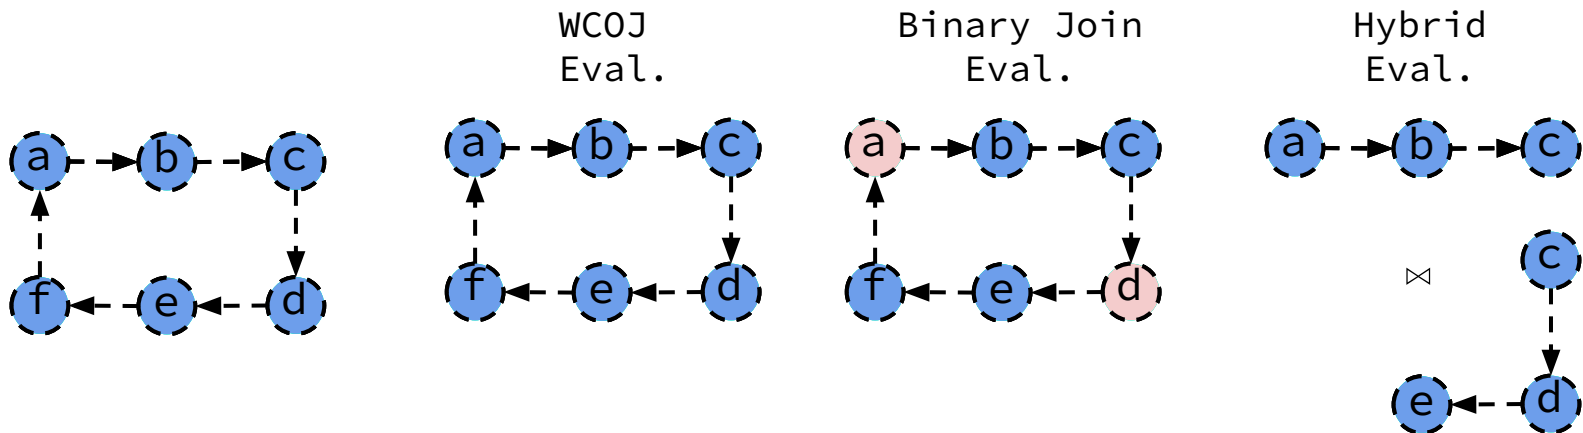 WCOJ
Eval.
Binary Join
Eval.
Hybrid
Eval.
a b c
f e d
a b c
f e d
a b c
f e d
a b c
⋈ c
e d